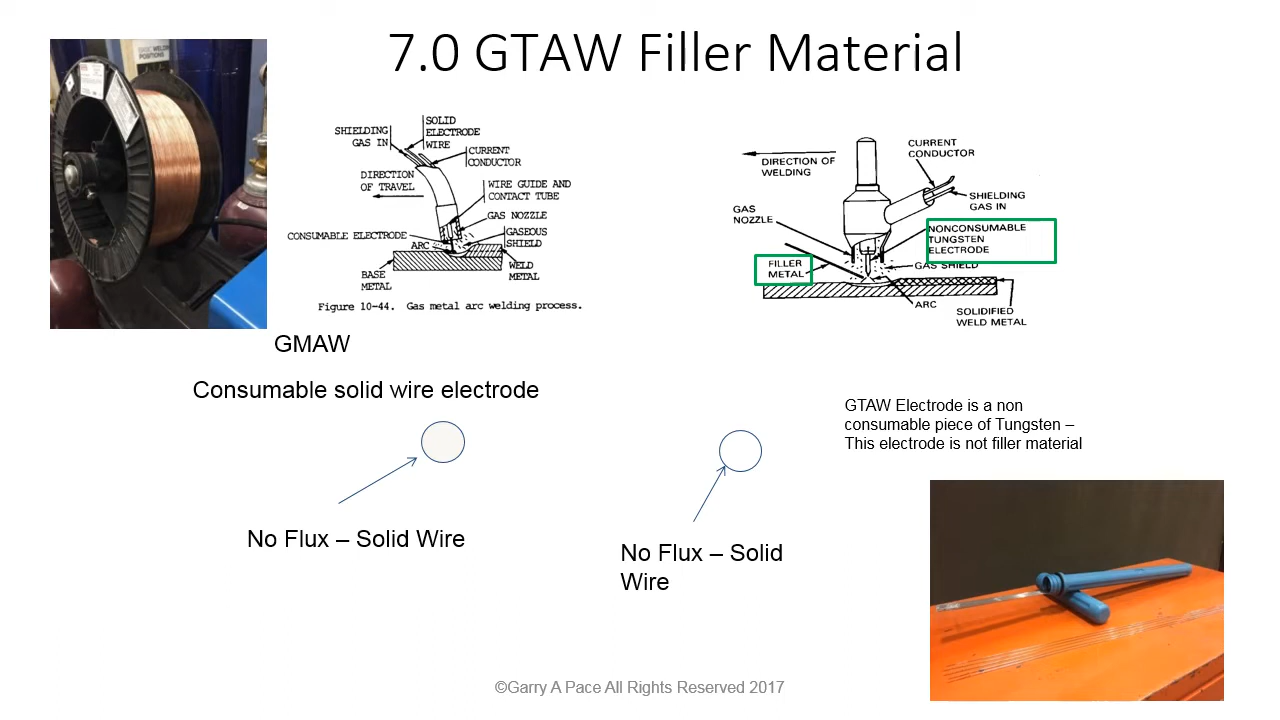 7.0 GTAW Filler Material
SHIELDING
GAS IN
SOLID
ELECTRODE
WIRE
CURRENT
CONDUCTOR
DIRECTION
OF TRAVEL
WIRE GUIDE AND
CONTACT TUBE
GAS NOZZLE
CONSUMABLE ELECTRODE
GASEOUS
SHIELD
ARC
BASE
METAL
WELD
METAL
Figure 10-44. Gas metal arc welding process.
DIRECTION OF
WELDING
CURRENT
CONDUCTOR
SHIELDING
GAS IN
GAS
NOZZLE
NONCONSUMABLE
TUNGSTEN
ELECTRODE
FILLER
METAL
GAS SHIELD
ARC
SOLIDIFIED
WELD METAL
GMAW
Consumable solid wire electrode
No Flux – Solid Wire
No Flux – Solid
Wire
GTAW Electrode is a non
consumable piece of Tungsten –
This electrode is not filler material
©Garry A Pace All Rights Reserved 2017